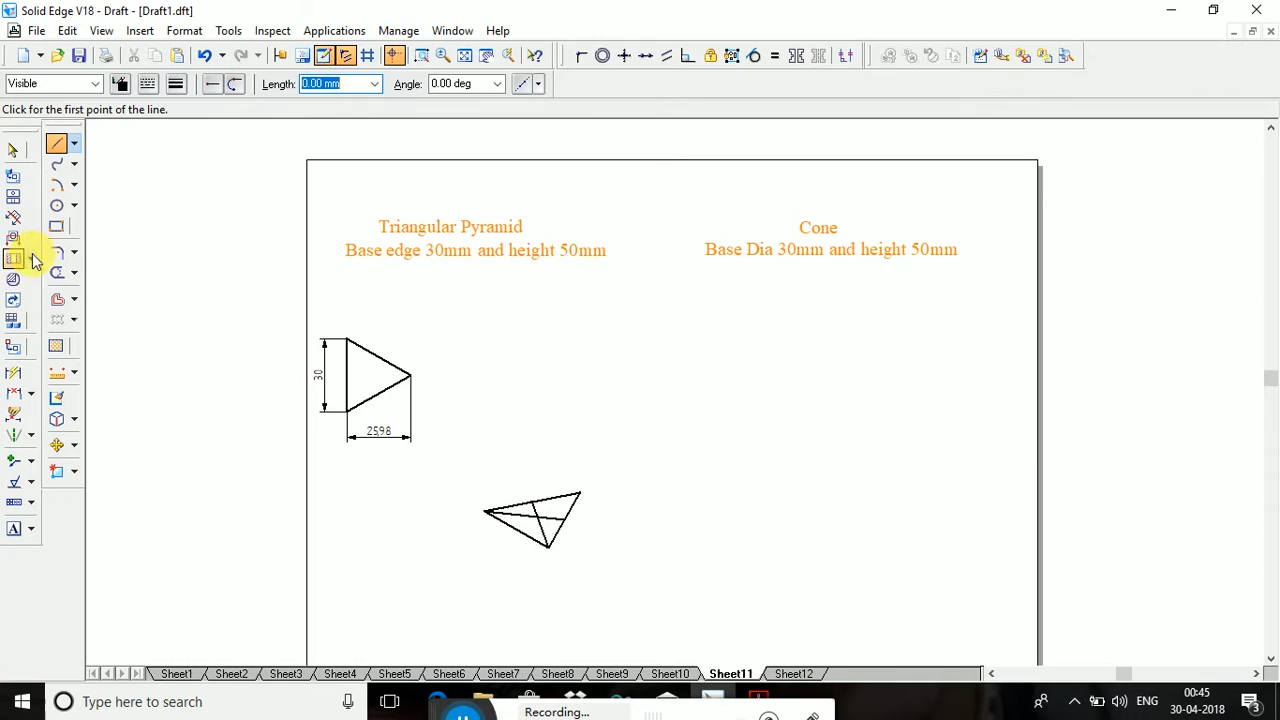 Solid Edge V18 - Draft - [Draft1.dft]
File Edit View Insert Format Tools Inspect Applications Manage Window Help
Visible Length: 0.00 mm Angle: 0.00 deg
Click for the first point of the line.
Triangular Pyramid
Base edge 30mm and height 50mm
Cone
Base Dia 30mm and height 50mm
30
25,98
A
Sheet1 Sheet2 Sheet3 Sheet4 Sheet5 Sheet6 Sheet7 Sheet8 Sheet9 Sheet10 Sheet11 Sheet12
Type here to search
ENG
00:45
30-04-2018
3
Recording...